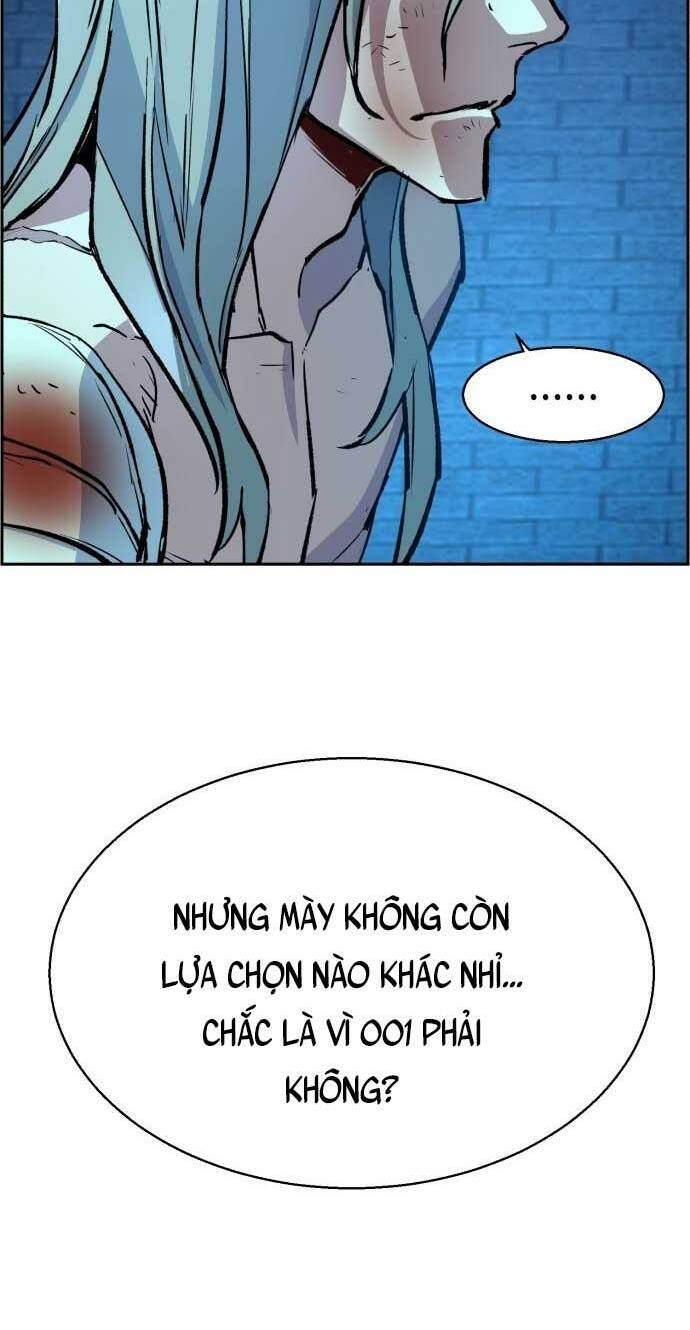 ......
NHƯNG MÀY KHÔNG CÒN
LỰA CHỌN NÀO KHÁC NHỈ...
CHẮC LÀ VÌ 001 PHẢI
KHÔNG?